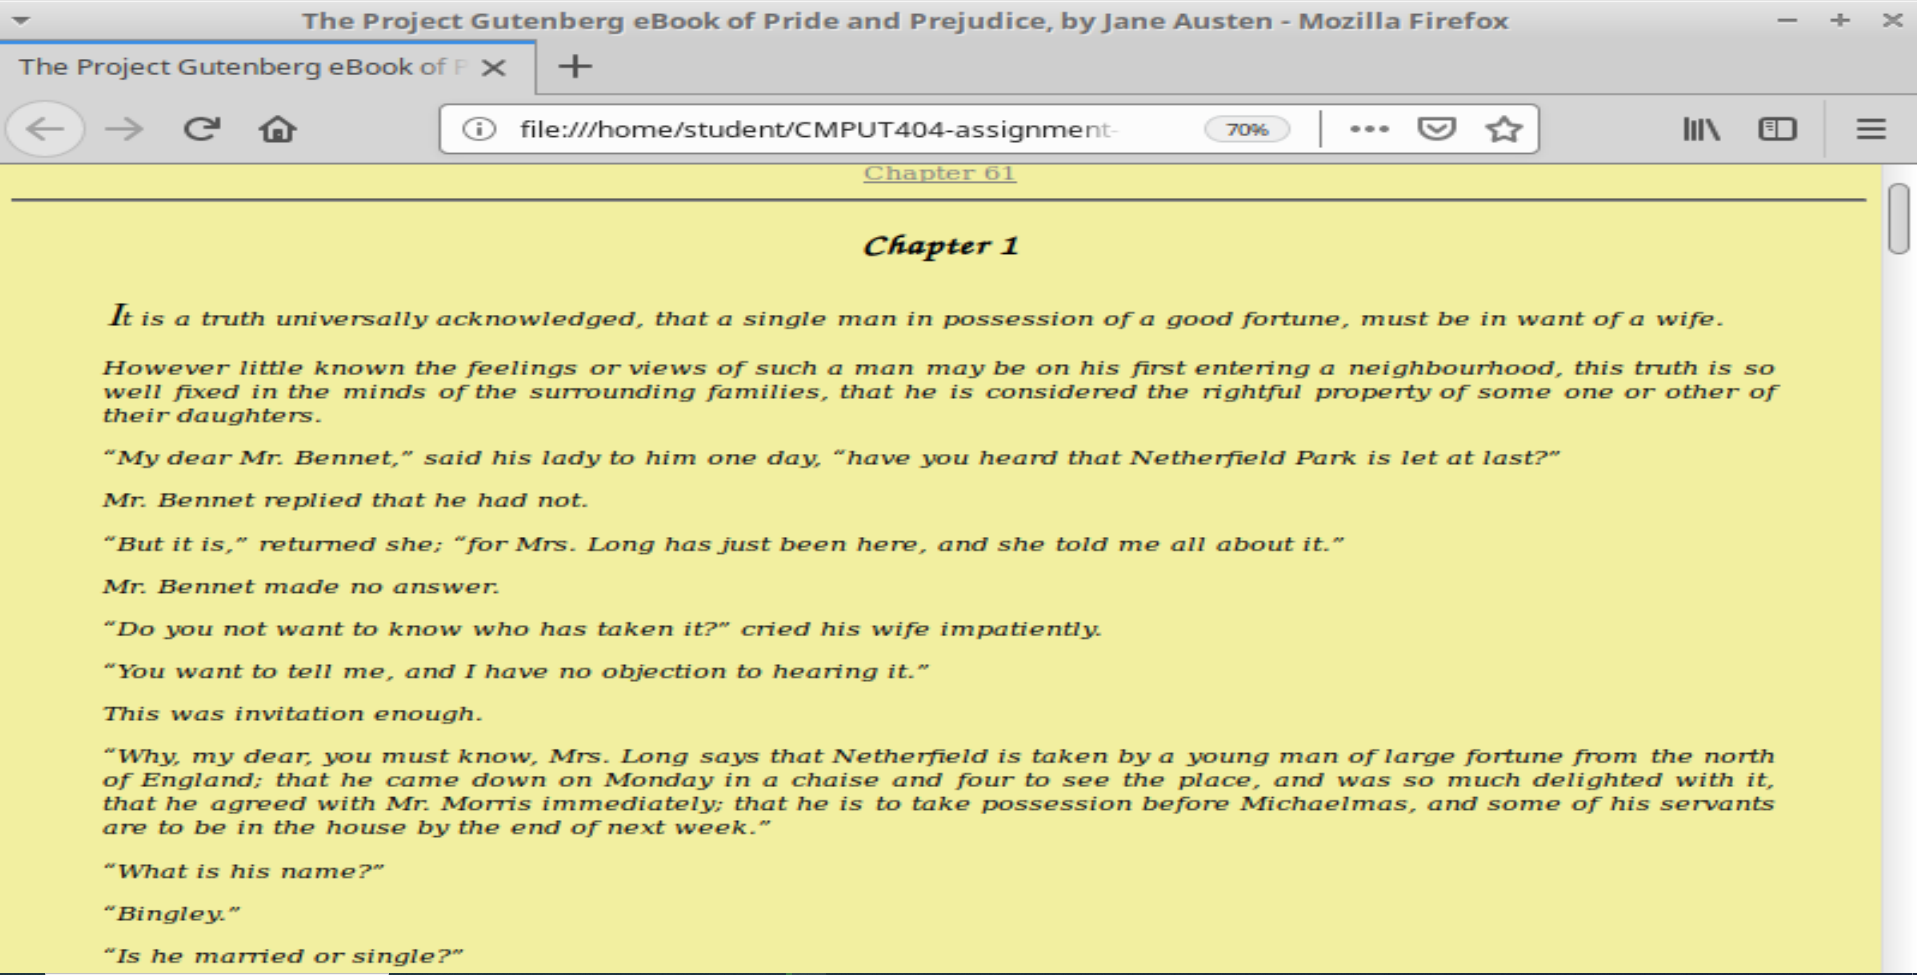 The Project Gutenberg eBook of Pride and Prejudice, by Jane Austen - Mozilla Firefox
The Project Gutenberg eBook of P
file:///home/student/CMPUT404-assignment-
70%
Chapter 61
Chapter 1
It is a truth universally acknowledged, that a single man in possession of a good fortune, must be in want of a wife.
However little known the feelings or views of such a man may be on his first entering a neighbourhood, this truth is so
well fixed in the minds of the surrounding families, that he is considered the rightful property of some one or other of
their daughters.
“My dear Mr. Bennet,” said his lady to him one day, “have you heard that Netherfield Park is let at last?”
Mr. Bennet replied that he had not.
“But it is,” returned she; “for Mrs. Long has just been here, and she told me all about it.”
Mr. Bennet made no answer.
“Do you not want to know who has taken it?” cried his wife impatiently.
“You want to tell me, and I have no objection to hearing it.”
This was invitation enough.
“Why, my dear, you must know, Mrs. Long says that Netherfield is taken by a young man of large fortune from the north
of England; that he came down on Monday in a chaise and four to see the place, and was so much delighted with it,
that he agreed with Mr. Morris immediately; that he is to take possession before Michaelmas, and some of his servants
are to be in the house by the end of next week.”
“What is his name?”
“Bingley.”
“Is he married or single?”